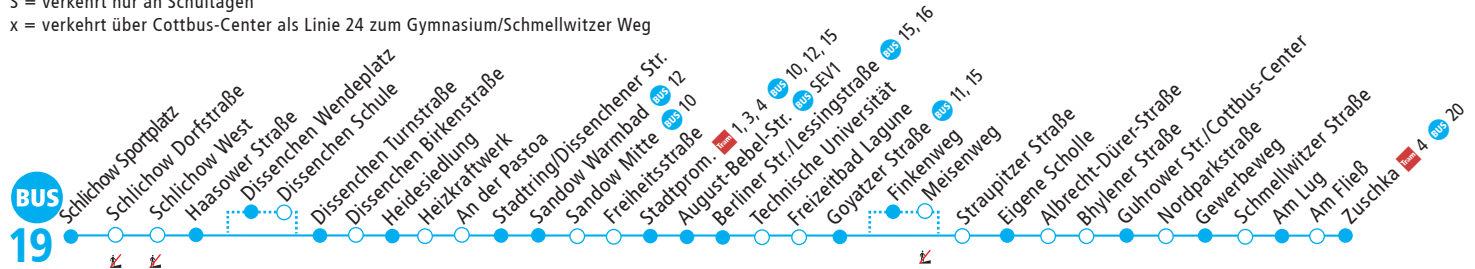 S = verkehrt nur an Schultagen
x = verkehrt über Cottbus-Center als Linie 24 zum Gymnasium/Schmellwitzer Weg
BUS
19
Schlichow Sportplatz
Schlichow Dorfstraße
Schlichow West
Haasower Straße
Dissenchen Wendeplatz
Dissenchen Schule
Dissenchen Turnstraße
Dissenchen Birkenstraße
Heidesiedlung
Heizkraftwerk
An der Pastoa
Stadtring/Dissenchener Str.
Sandow Warmbad BUS 12
Sandow Mitte BUS 10
Freiheitsstraße
Stadtprom. Tram 1, 3, 4 BUS 10, 12, 15
August-Bebel-Str. BUS SEV1
Berliner Str./Lessingstraße BUS 15, 16
Technische Universität
Freizeitbad Lagune
Goyatzer Straße BUS 11, 15
Finkenweg
Meisenweg
Straupitzer Straße
Eigene Scholle
Albrecht-Dürer-Straße
Bhylener Straße
Guhrower Str./Cottbus-Center
Nordparkstraße
Gewerbeweg
Schmellwitzer Straße
Am Lug
Am Fließ
Zuschka Tram 4 BUS 20